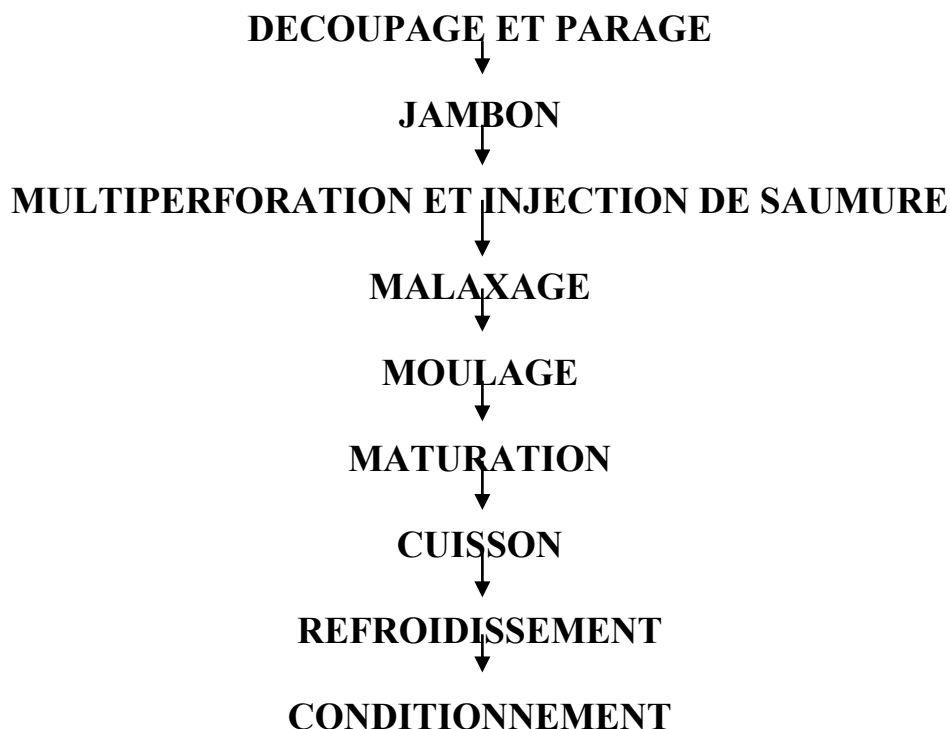 DECOUPAGE ET PARAGE
JAMBON
MULTIPERFORATION ET INJECTION DE SAUMURE
MALAXAGE
MOULAGE
MATURATION
CUISSON
REFROIDISSEMENT
CONDITIONNEMENT